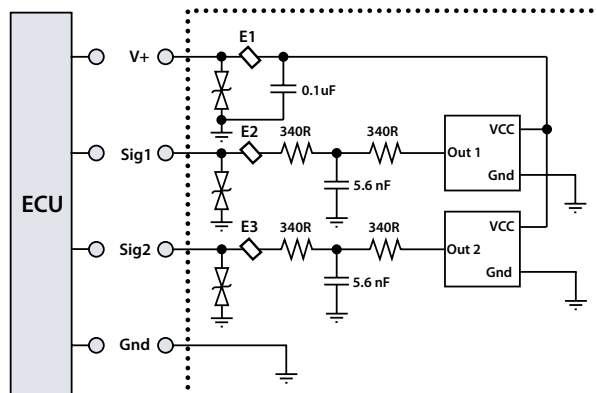 ECU
V+
E1
0.1uF
Sig1
E2
340R
340R
5.6 nF
Out 1
VCC
Gnd
Sig2
E3
340R
340R
5.6 nF
Out 2
VCC
Gnd
Gnd